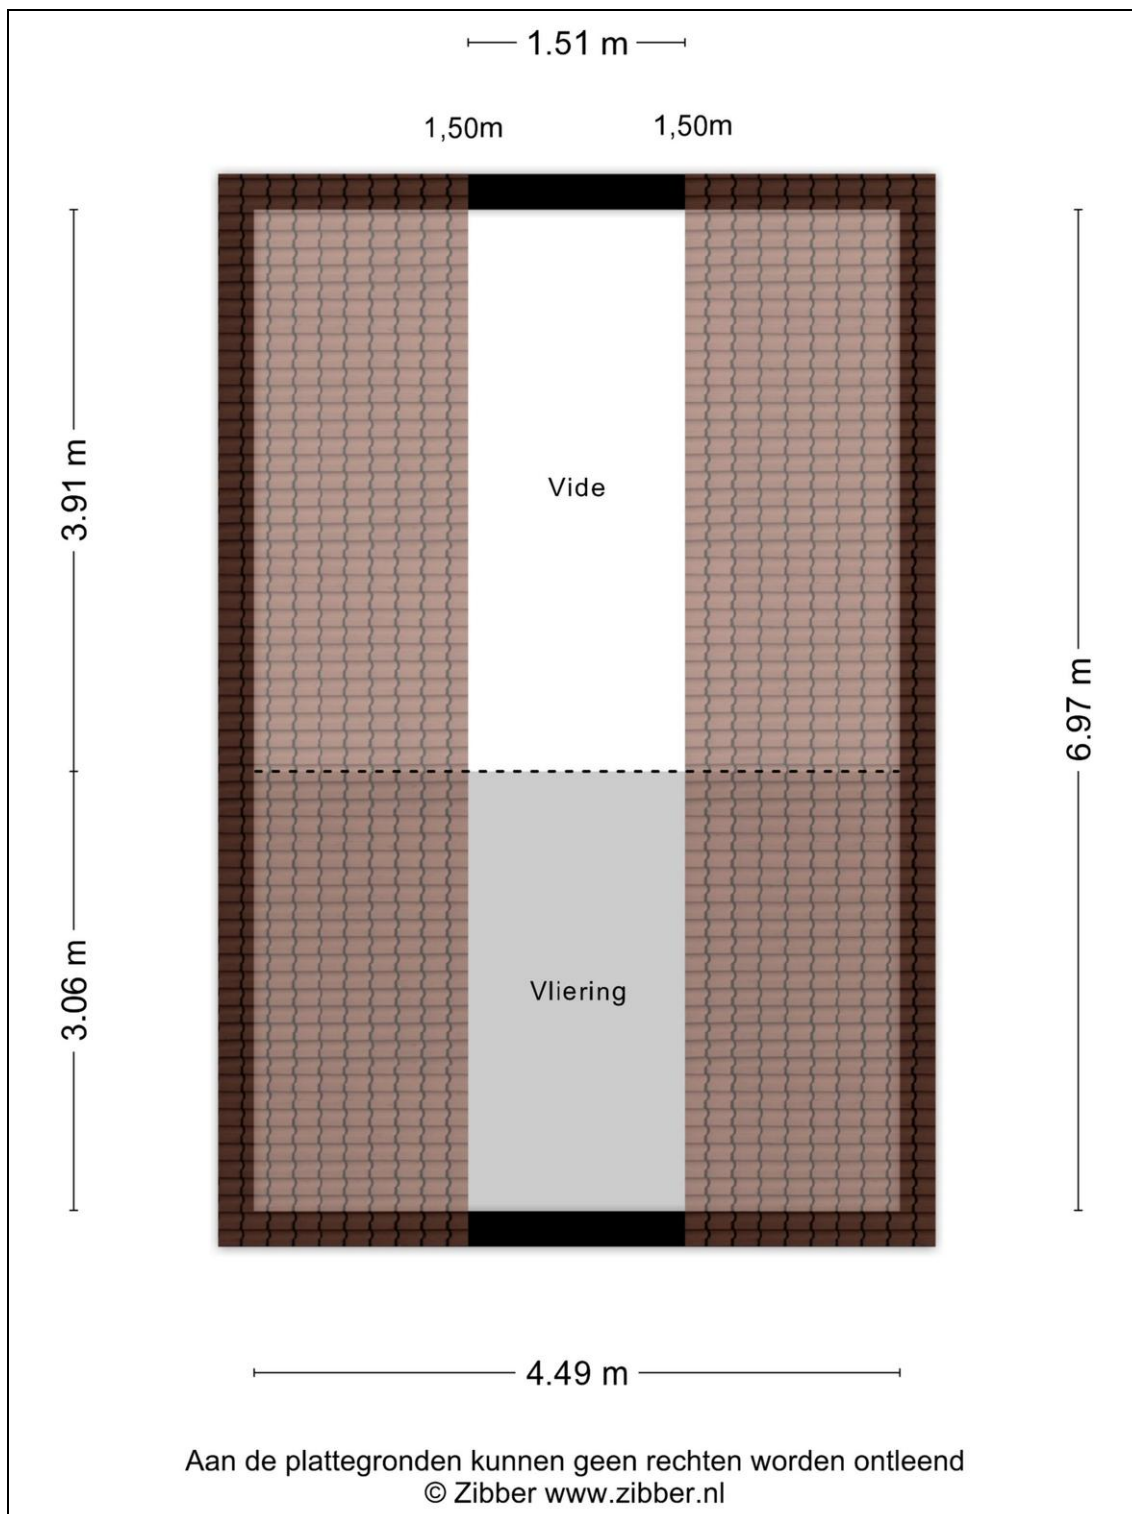 1.51 m
1,50m 1,50m
3.91 m
Vide
6.97 m
3.06 m
Vliering
4.49 m
Aan de plattegronden kunnen geen rechten worden ontleend
© Zibber www.zibber.nl